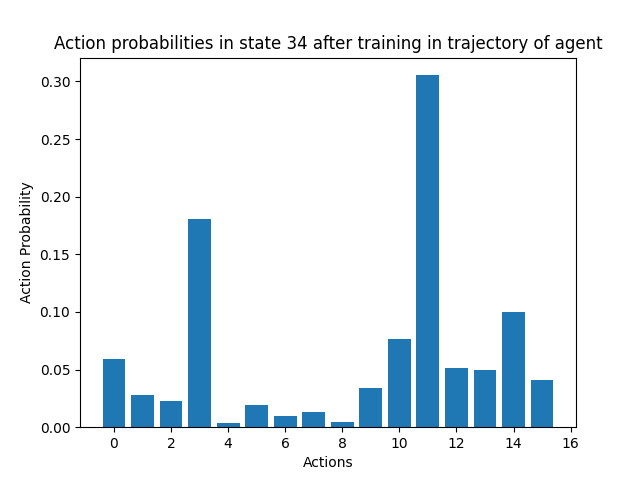 Action probabilities in state 34 after training in trajectory of agent
0.30
0.25
0.20
0.15
0.10
0.05
0.00
Action Probability
0 2 4 6 8 10 12 14 16
Actions